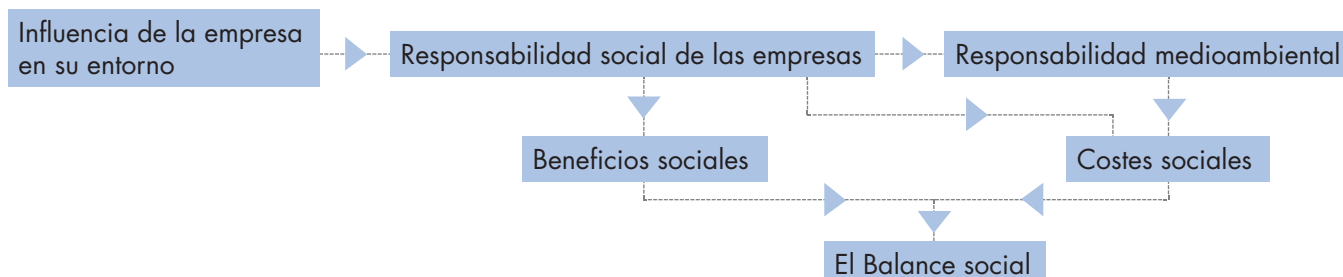 Influencia de la empresa
en su entorno
Responsabilidad social de las empresas
Responsabilidad medioambiental
Beneficios sociales
Costes sociales
El Balance social